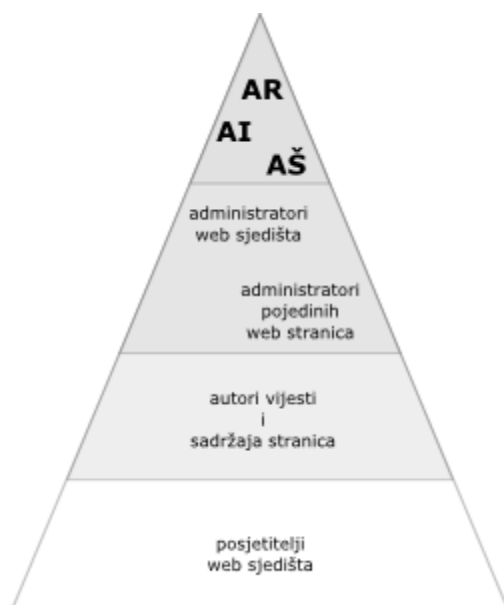 AR
AI
AŠ
administratori
web sjedišta
administratori
pojedinih
web stranica
autori vijesti
i
sadržaja stranica
posjetitelji
web sjedišta